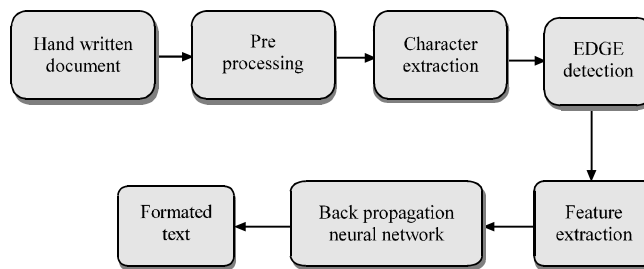 Hand written
document
Pre
processing
Character
extraction
EDGE
detection
Feature
extraction
Back propagation
neural network
Formated
text